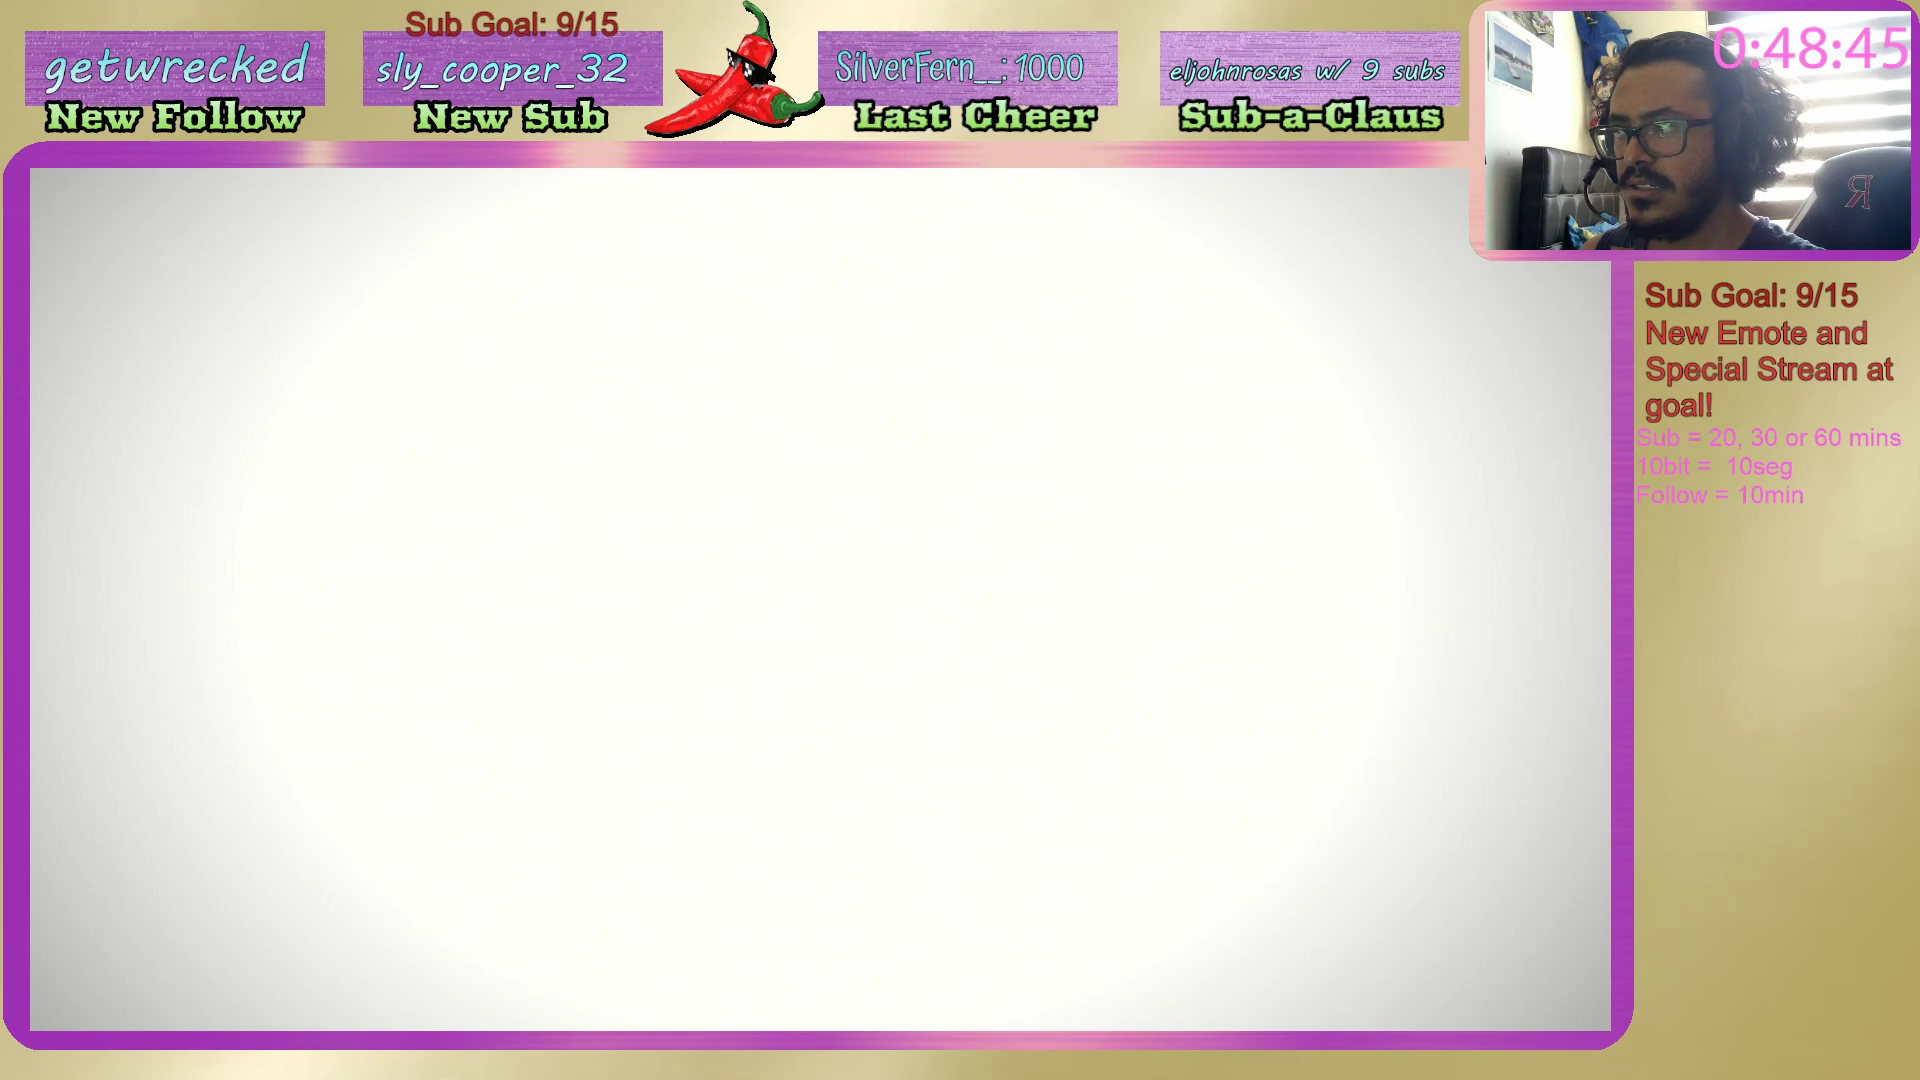 Sub Goal: 9/15
getwrecked
New Follow
sly_cooper_32
New Sub
SilverFern__: 1000
Last Cheer
eljohnrosas w/ 9 subs
Sub-a-Claus
0:48:45
Sub Goal: 9/15
New Emote and
Special Stream at
goal!
Sub = 20, 30 or 60 mins
10bit =  10seg
Follow = 10min